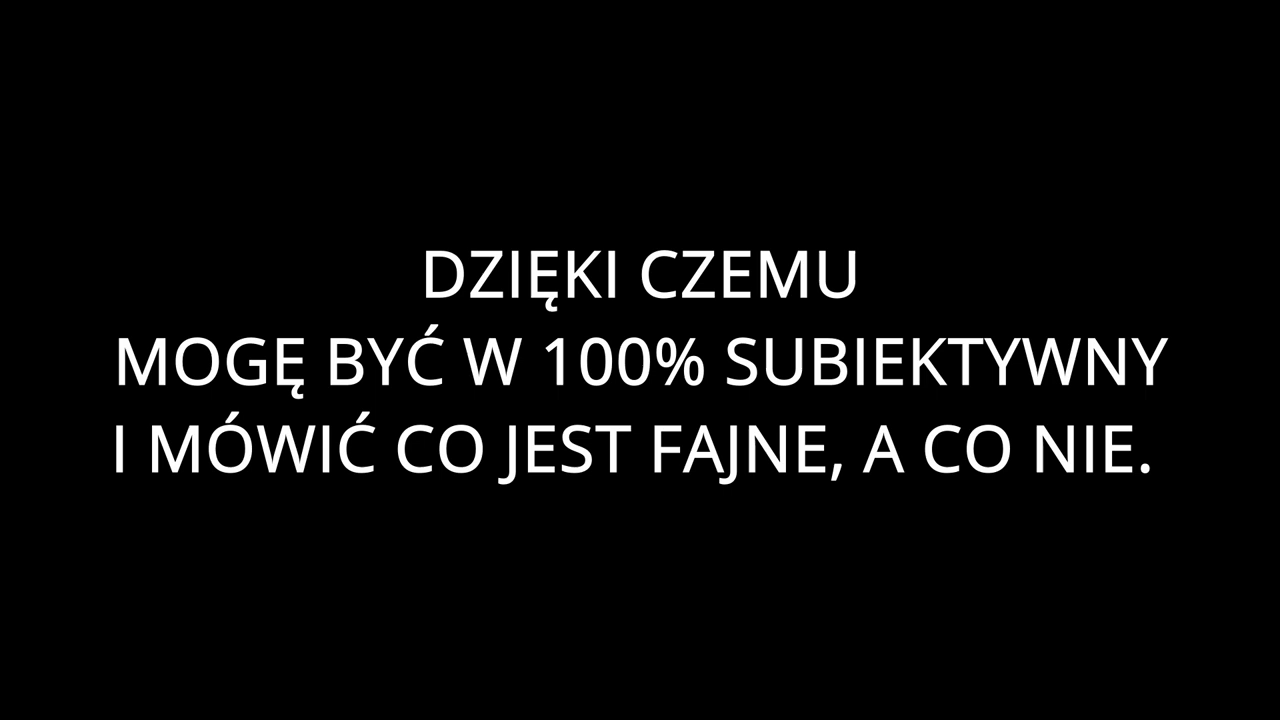 DZIĘKI CZEMU
MOGĘ BYĆ W 100% SUBIEKTYWNY
I MÓWIĆ CO JEST FAJNE, A CO NIE.